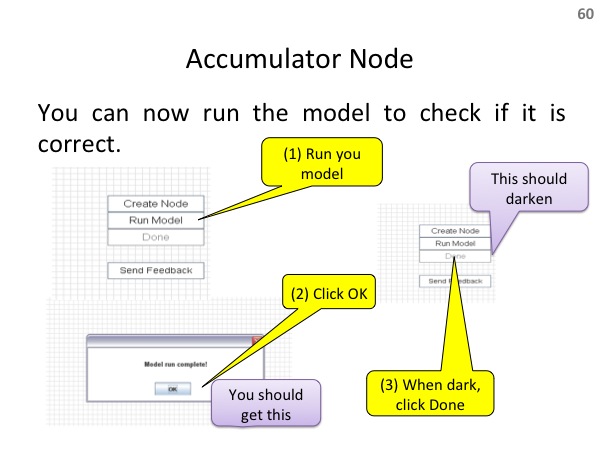 60
Accumulator Node
You can now run the model to check if it is
correct.
(1) Run you
model
This should
darken
Create Node
Run Model
Done
Send Feedback
Create Node
Run Model
Done
Send Feedback
(2) Click OK
Model run complete!
OK
You should
get this
(3) When dark,
click Done